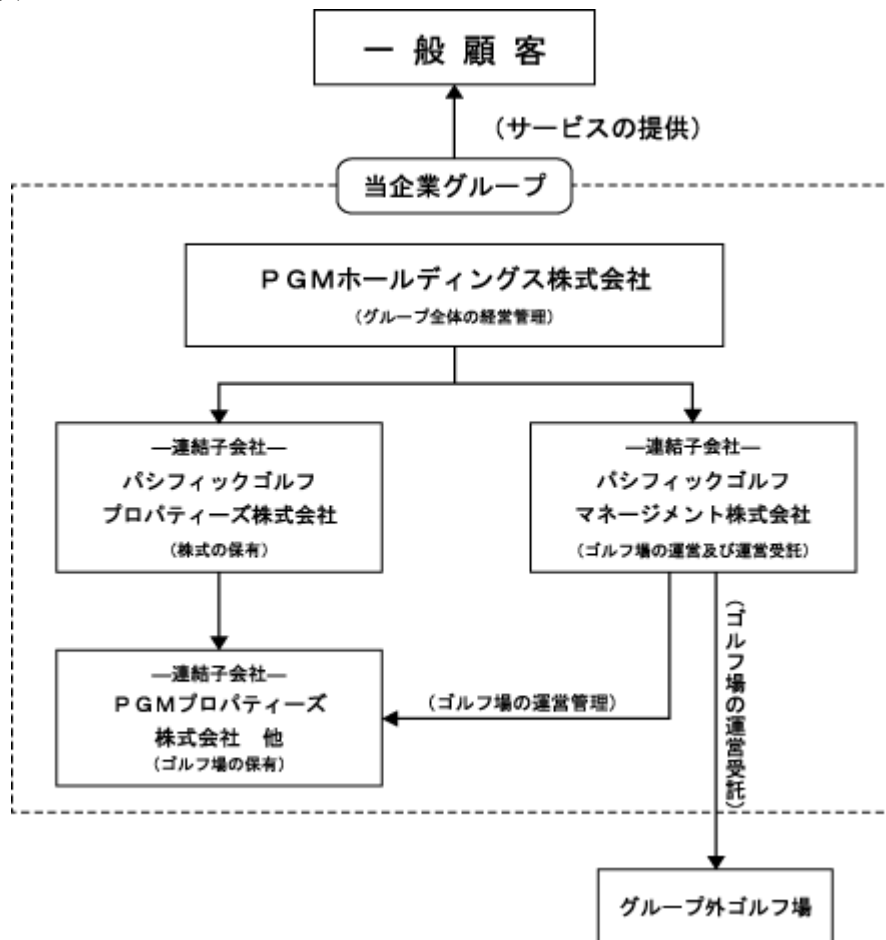 一般顧客
（サービスの提供）
当企業グループ
ＰＧＭホールディングス株式会社
（グループ全体の経営管理）
―連結子会社―
パシフィックゴルフ
プロパティーズ株式会社
（株式の保有）
―連結子会社―
パシフィックゴルフ
マネージメント株式会社
（ゴルフ場の運営及び運営受託）
―連結子会社―
ＰＧＭプロパティーズ
株式会社　他
（ゴルフ場の保有）
（ゴルフ場の運営管理）
（ゴルフ場の運営受託）
グループ外ゴルフ場